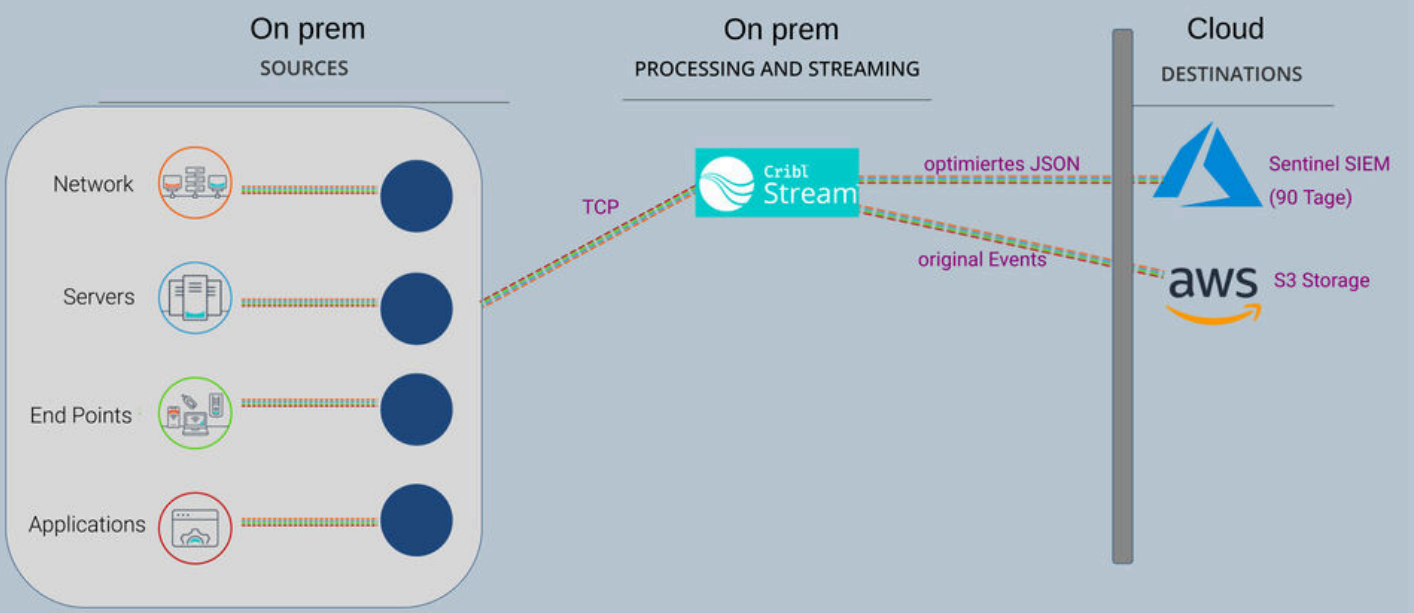 On prem
SOURCES
On prem
PROCESSING AND STREAMING
Cloud
DESTINATIONS
Network
Servers
End Points
Applications
TCP
Cribl
Stream
optimiertes JSON
original Events
Sentinel SIEM
(90 Tage)
aws
S3 Storage